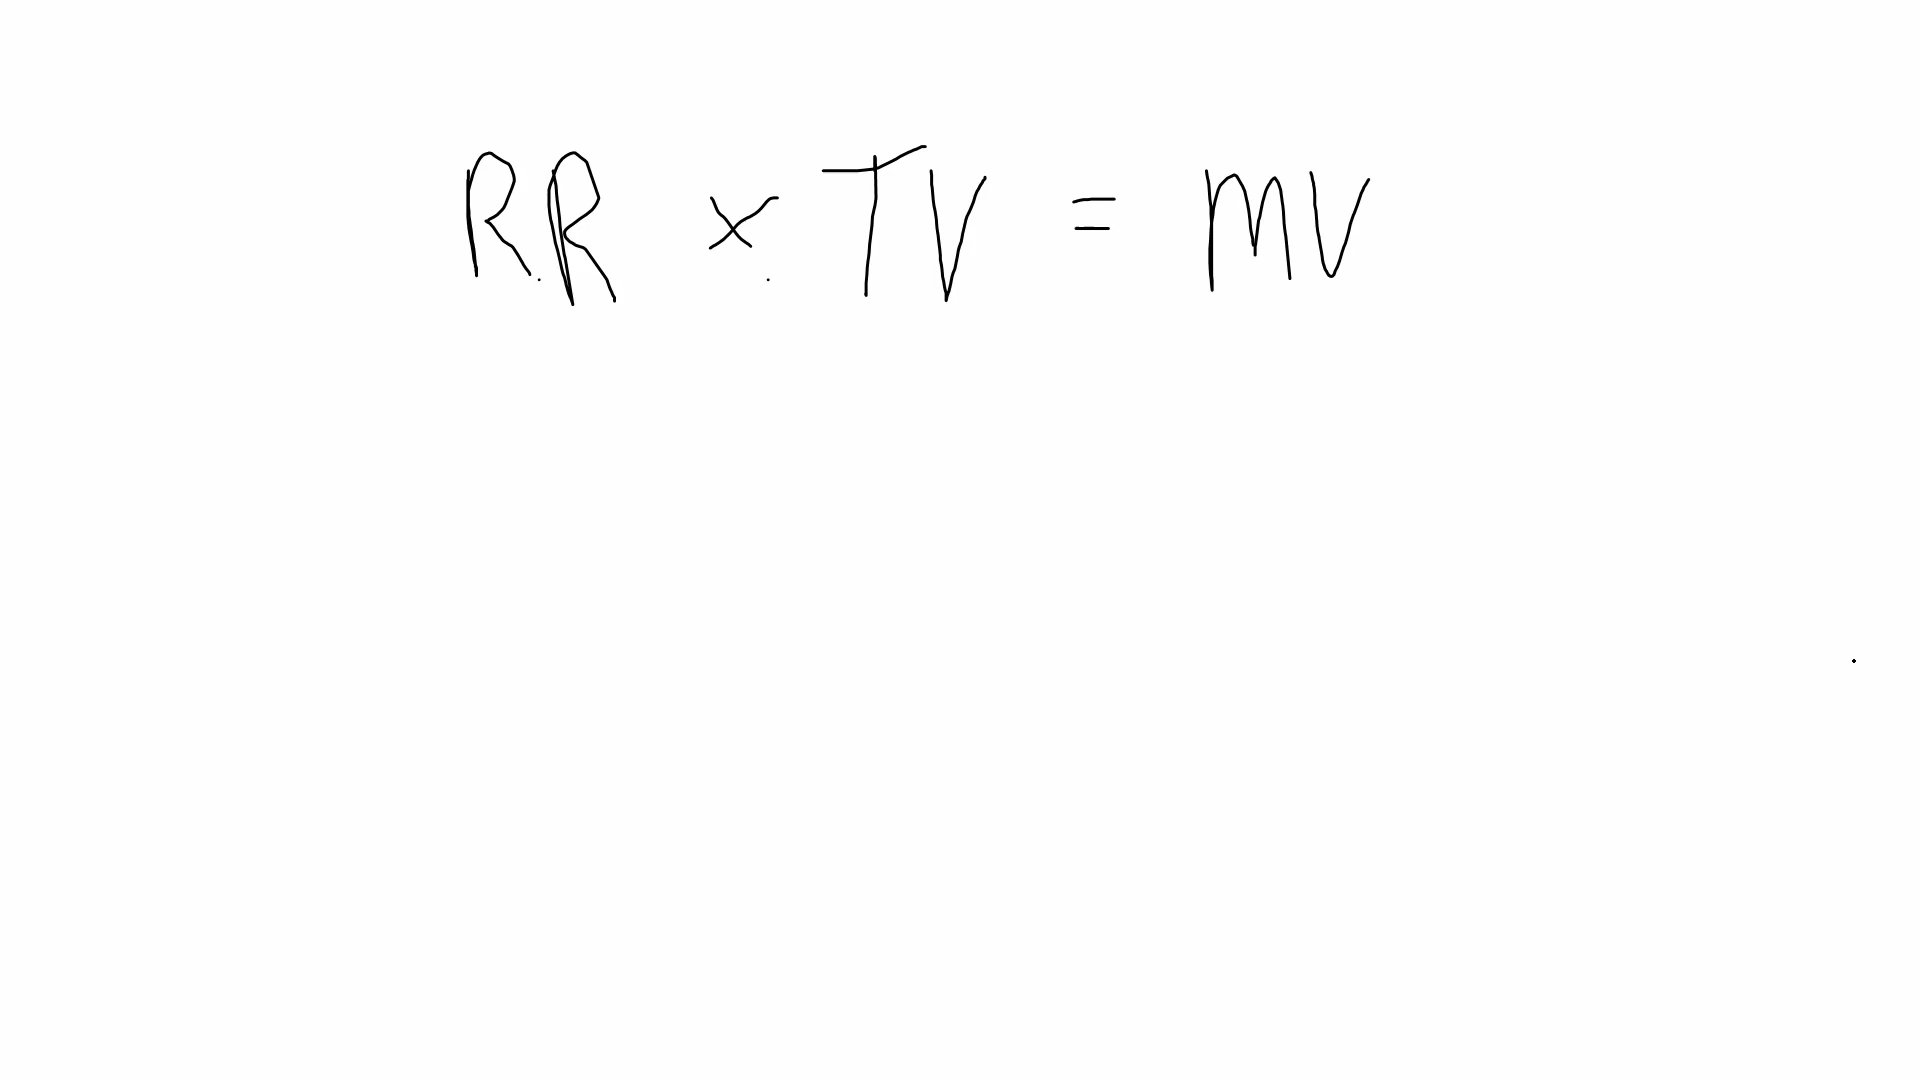 RR x TV = MV